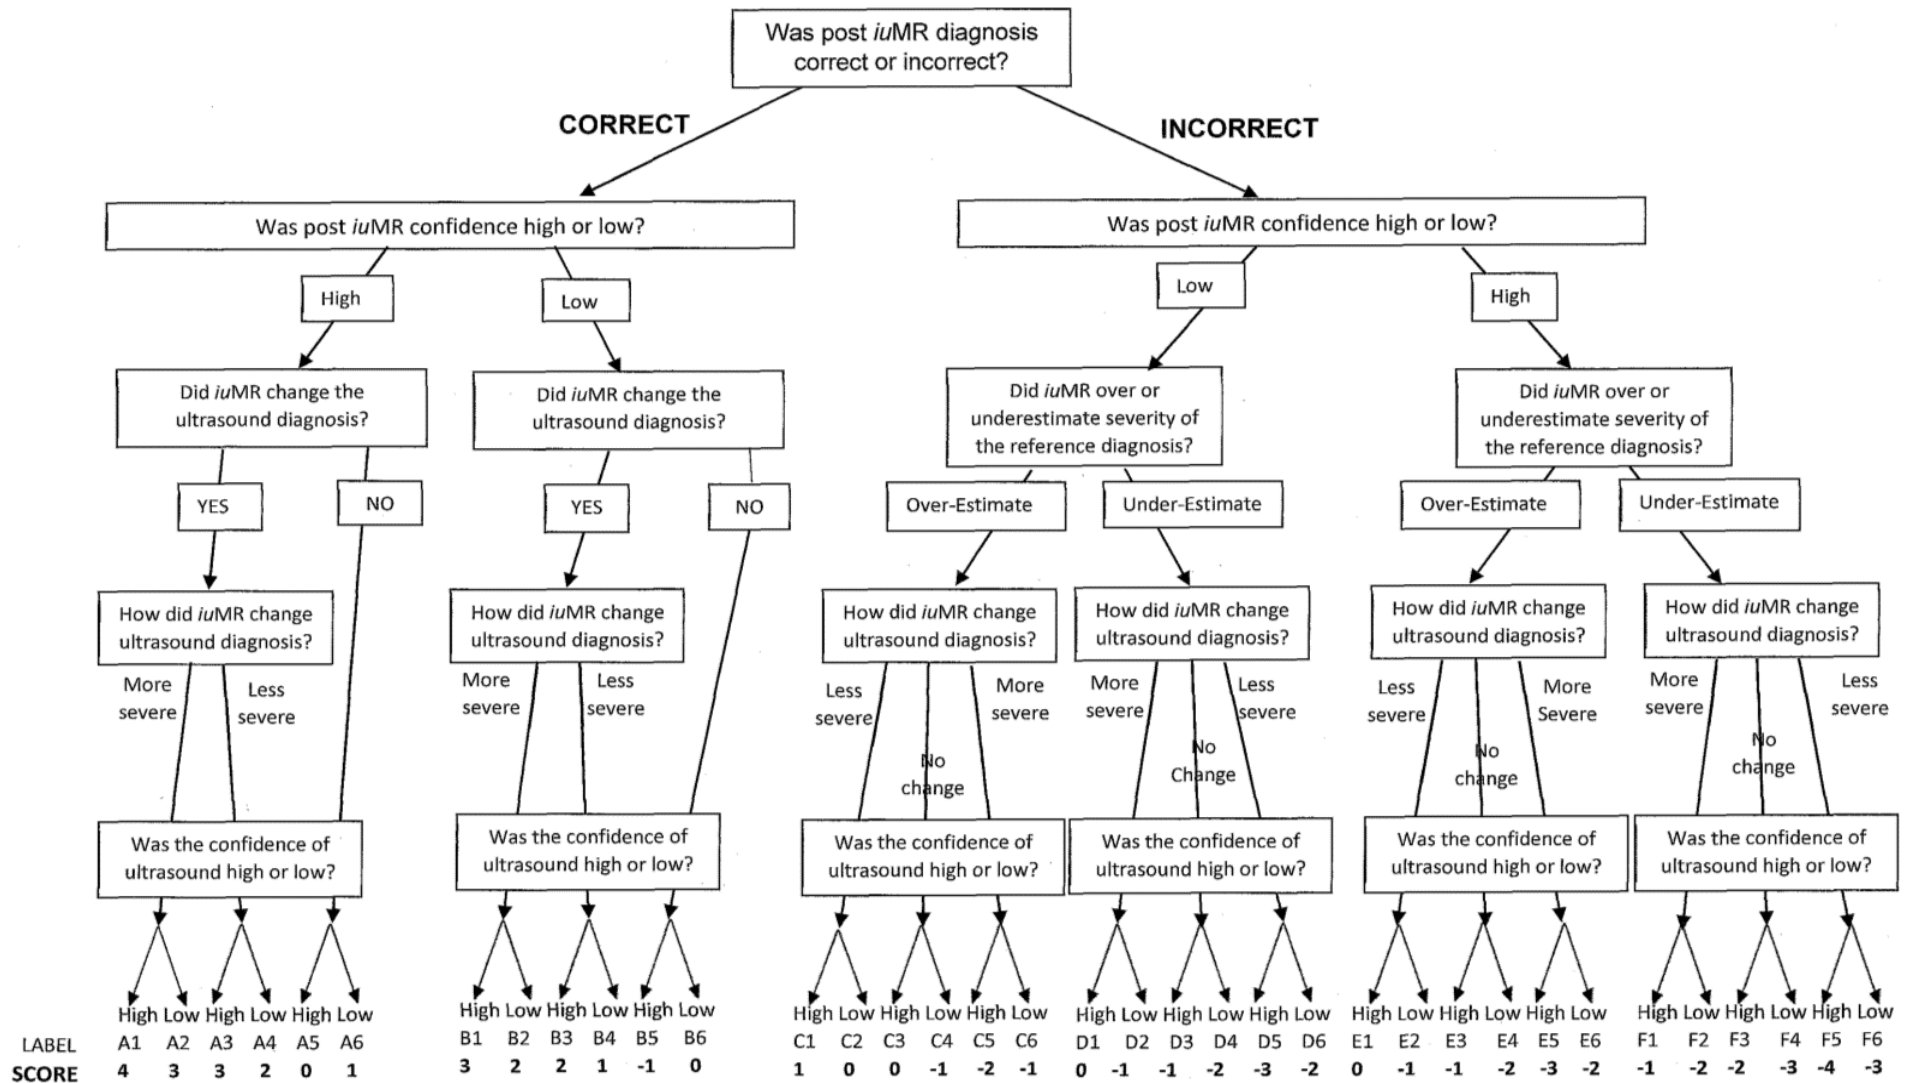 Was post iuMR diagnosis
correct or incorrect?
CORRECT
INCORRECT
Was post iuMR confidence high or low?
Was post iuMR confidence high or low?
High
Low
Low
High
Did iuMR change the
ultrasound diagnosis?
Did iuMR change the
ultrasound diagnosis?
Did iuMR over or
underestimate severity of
the reference diagnosis?
Did iuMR over or
underestimate severity of
the reference diagnosis?
YES
NO
YES
NO
Over-Estimate
Under-Estimate
Over-Estimate
Under-Estimate
How did iuMR change
ultrasound diagnosis?
How did iuMR change
ultrasound diagnosis?
How did iuMR change
ultrasound diagnosis?
How did iuMR change
ultrasound diagnosis?
How did iuMR change
ultrasound diagnosis?
How did iuMR change
ultrasound diagnosis?
More
severe
Less
severe
More
severe
Less
severe
Less
severe
No
change
More
severe
More
severe
No
Change
Less
severe
Less
severe
No
change
More
Severe
More
severe
No
change
Less
severe
Was the confidence of
ultrasound high or low?
Was the confidence of
ultrasound high or low?
Was the confidence of
ultrasound high or low?
Was the confidence of
ultrasound high or low?
Was the confidence of
ultrasound high or low?
Was the confidence of
ultrasound high or low?
High Low High Low High Low High Low High Low High Low High Low High Low High Low High Low High Low High Low High Low High Low High Low High Low High Low High Low
LABEL A1 A2 A3 A4 A5 A6 B1 B2 B3 B4 B5 B6 C1 C2 C3 C4 C5 C6 D1 D2 D3 D4 D5 D6 E1 E2 E3 E4 E5 E6 F1 F2 F3 F4 F5 F6
SCORE 4 3 3 2 0 1 3 2 2 1 -1 0 1 0 0 -1 -2 -1 0 -1 -1 -2 -3 -2 0 -1 -1 -2 -3 -2 -1 -2 -2 -3 -4 -3